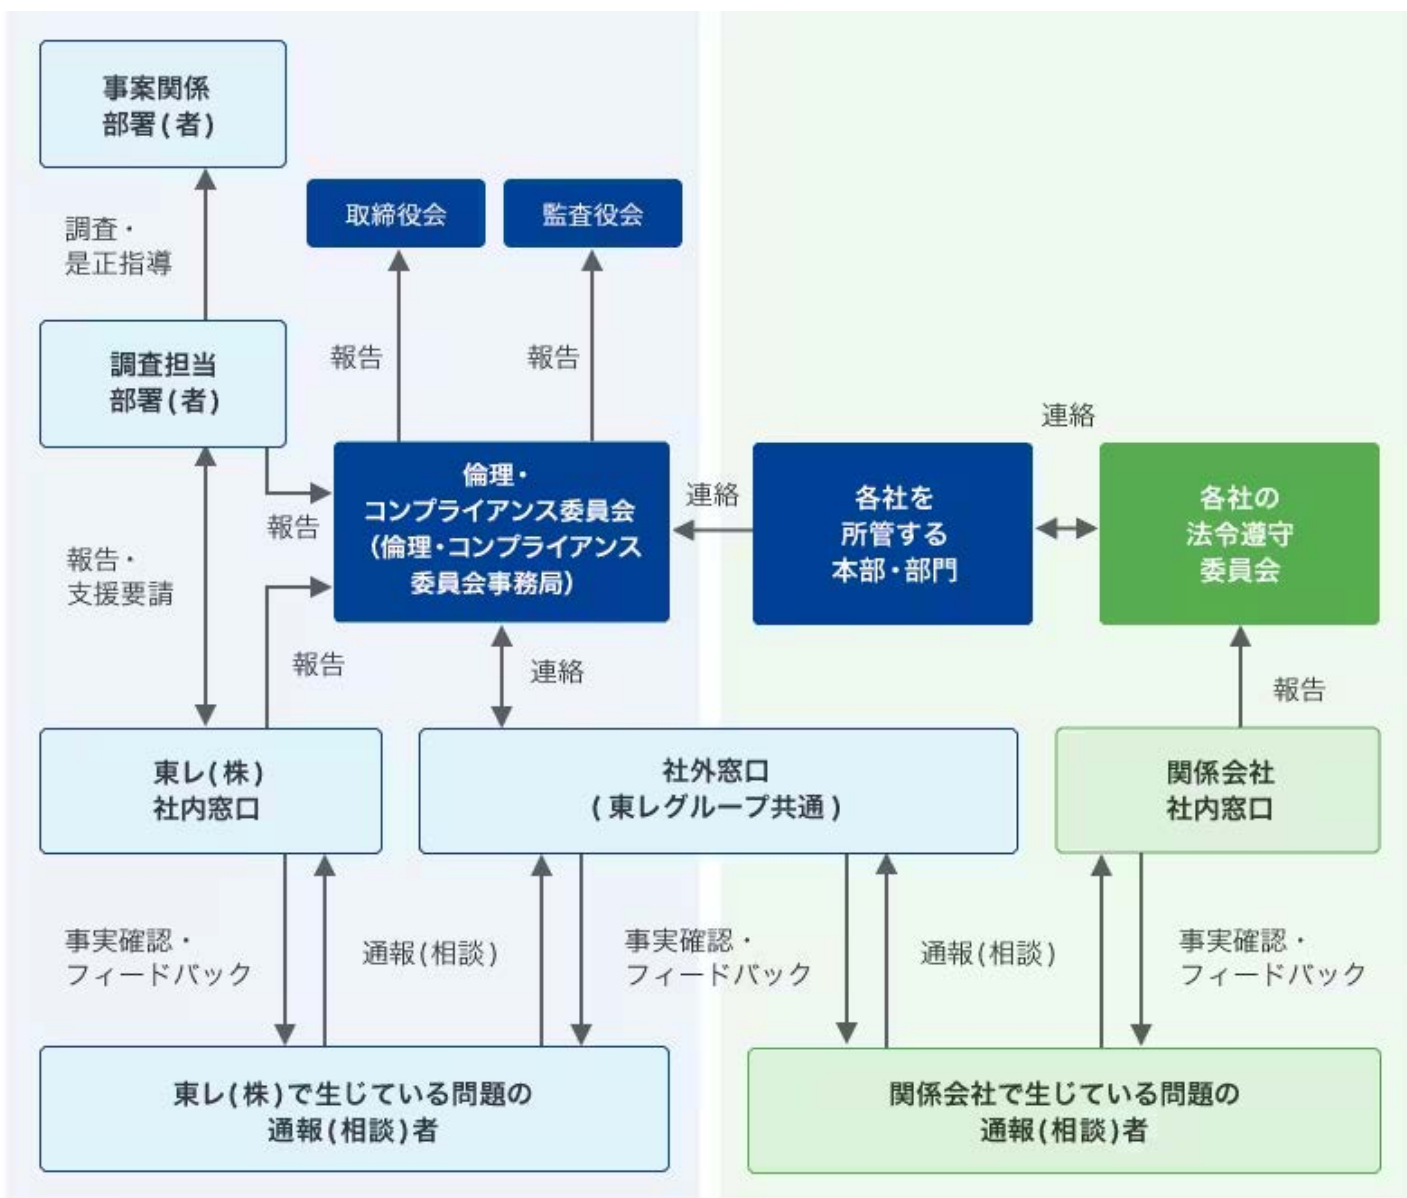 事案関係
部署(者)
調査・
是正指導
取締役会
監査役会
調査担当
部署(者)
報告
報告
連絡
倫理・
コンプライアンス委員会
(倫理・コンプライアンス
委員会事務局)
連絡
各社を
所管する
本部・部門
各社の
法令遵守
委員会
報告
報告・
支援要請
報告
連絡
報告
東レ(株)
社内窓口
社外窓口
(東レグループ共通)
関係会社
社内窓口
事実確認・
フィードバック
通報(相談)
事実確認・
フィードバック
通報(相談)
事実確認・
フィードバック
東レ(株)で生じている問題の
通報(相談)者
関係会社で生じている問題の
通報(相談)者